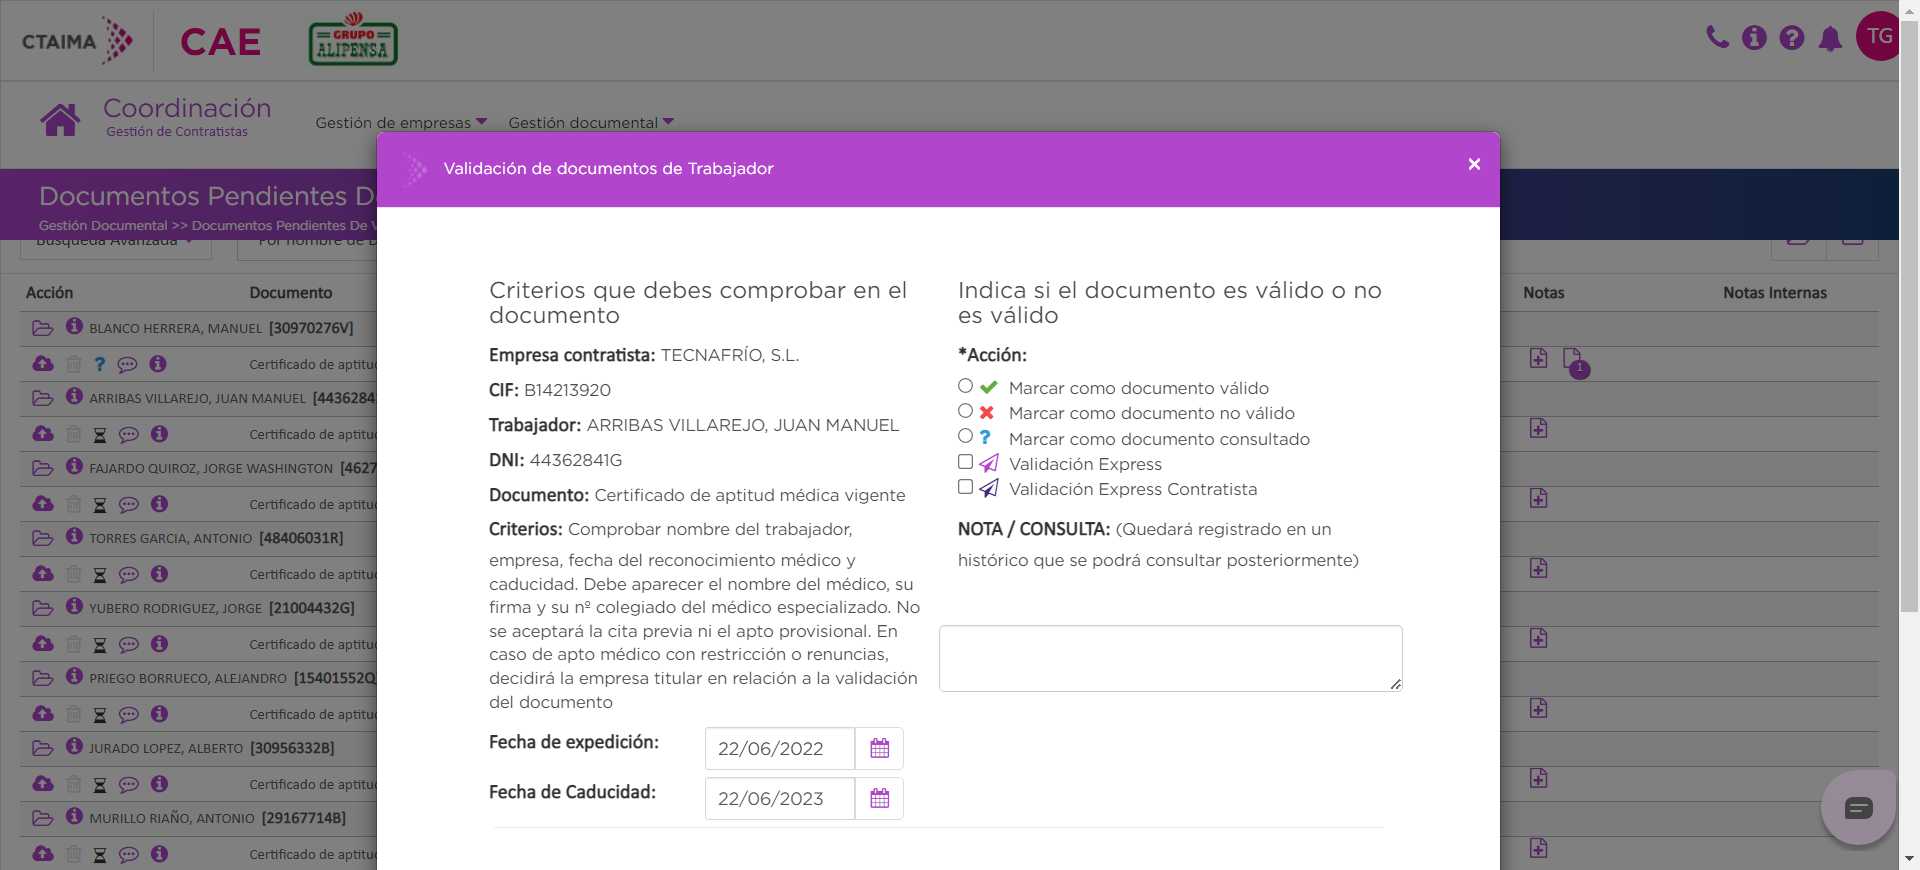 CTAIMA
CAE
GRUPO
ALIPENSA
TG
Coordinación
Gestión de Contratistas
Gestión de empresas
Gestión documental
Validación de documentos de Trabajador
×
Documentos Pendientes D
Gestión Documental >> Documentos Pendientes De V
Búsqueda Avanzada
Por nombre de D
Acción
Documento
Notas
Notas Internas
BLANCO HERRERA, MANUEL [30970276V]
Certificado de aptitu
1
ARRIBAS VILLAREJO, JUAN MANUEL [4436284
Certificado de aptitu
FAJARDO QUIROZ, JORGE WASHINGTON [4627
Certificado de aptitu
TORRES GARCIA, ANTONIO [48406031R]
Certificado de aptitu
YUBERO RODRIGUEZ, JORGE [21004432G]
Certificado de aptitu
PRIEGO BORRUECO, ALEJANDRO [15401552Q
Certificado de aptitu
JURADO LOPEZ, ALBERTO [30956332B]
Certificado de aptitu
MURILLO RIAÑO, ANTONIO [29167714B]
Certificado de aptitu
Criterios que debes comprobar en el
documento
Empresa contratista: TECNAFRÍO, S.L.
CIF: B14213920
Trabajador: ARRIBAS VILLAREJO, JUAN MANUEL
DNI: 44362841G
Documento: Certificado de aptitud médica vigente
Criterios: Comprobar nombre del trabajador,
empresa, fecha del reconocimiento médico y
caducidad. Debe aparecer el nombre del médico, su
firma y su nº colegiado del médico especializado. No
se aceptará la cita previa ni el apto provisional. En
caso de apto médico con restricción o renuncias,
decidirá la empresa titular en relación a la validación
del documento
Fecha de expedición: 22/06/2022
Fecha de Caducidad: 22/06/2023
Indica si el documento es válido o no
es válido
*Acción:
Marcar como documento válido
Marcar como documento no válido
? Marcar como documento consultado
Validación Express
Validación Express Contratista
NOTA / CONSULTA: (Quedará registrado en un
histórico que se podrá consultar posteriormente)